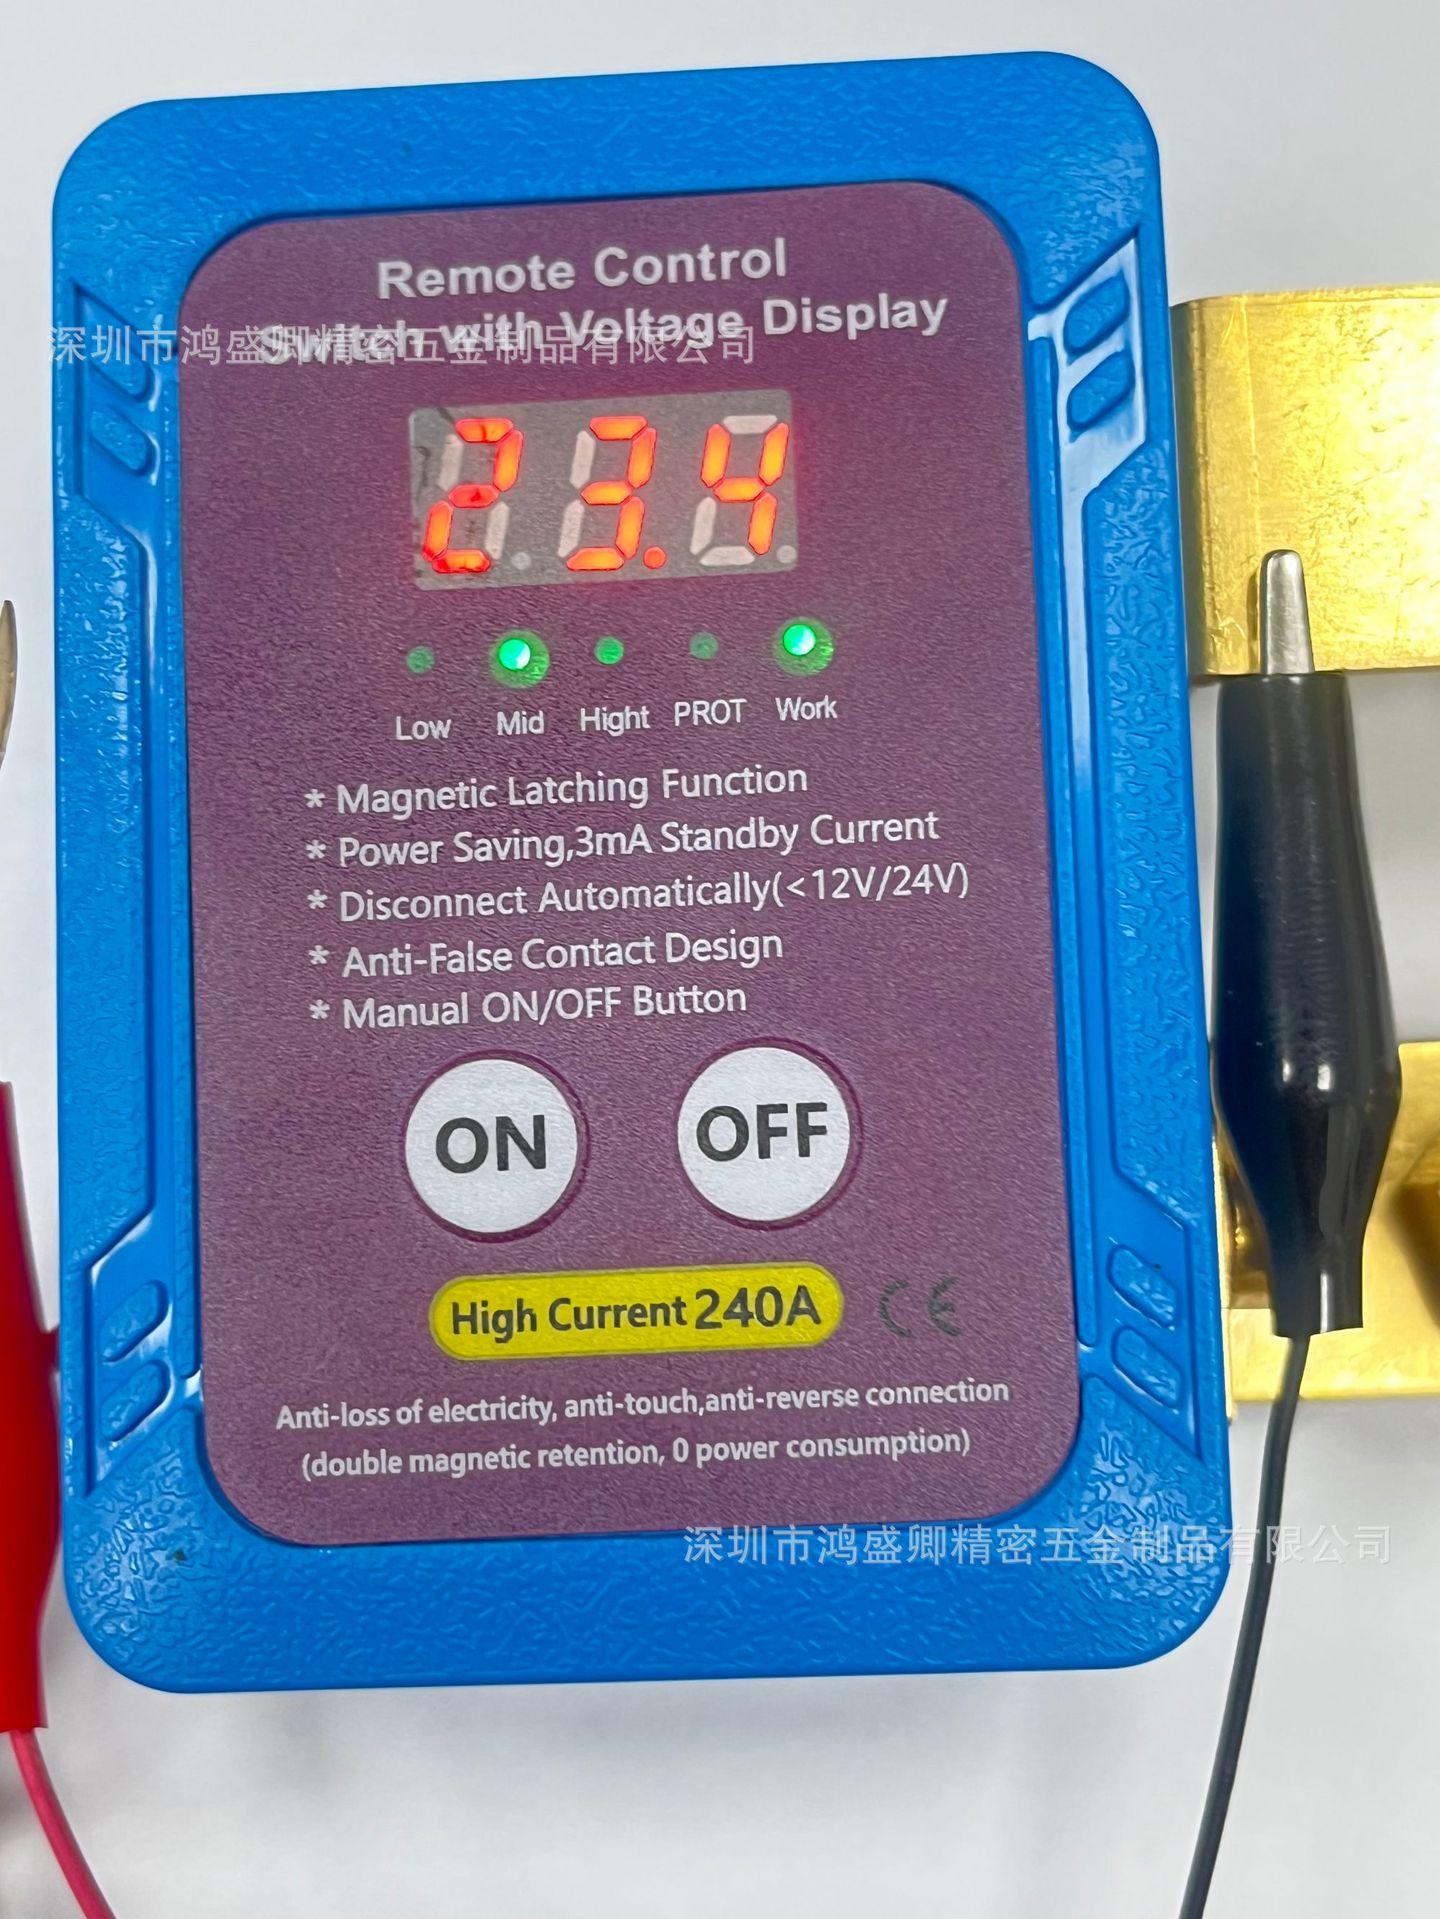 Remote Control
Switch with Voltage Display
深圳市鸿盛卿精密五金制品有限公司
23.4
Low Mid Hight PROT Work
* Magnetic Latching Function
* Power Saving,3mA Standby Current
* Disconnect Automatically(<12V/24V)
* Anti-False Contact Design
* Manual ON/OFF Button
ON OFF
High Current 240A CE
Anti-loss of electricity, anti-touch,anti-reverse connection
(double magnetic retention, 0 power consumption)
深圳市鸿盛卿精密五金制品有限公司